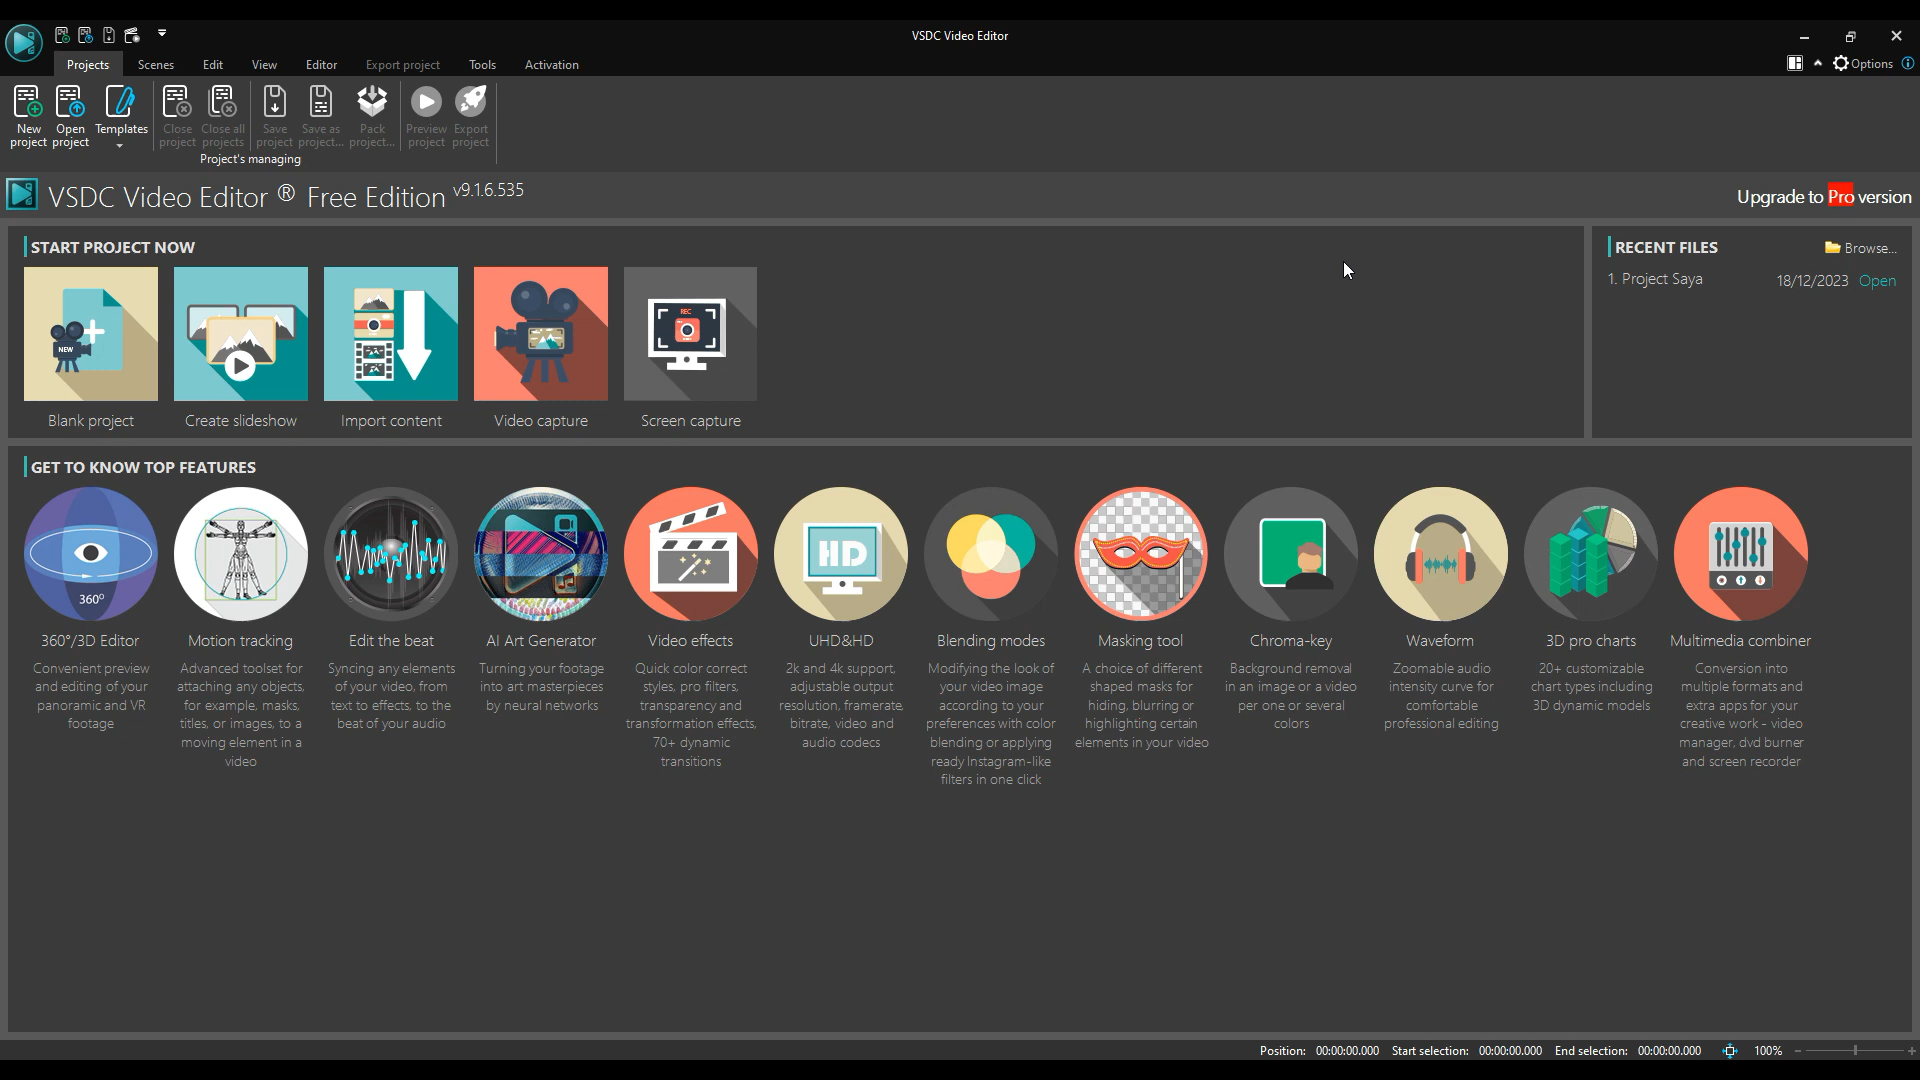 VSDC Video Editor
Projects Scenes Edit View Editor Export project Tools Activation Options
New project
Open project
Templates
Close project
Close all projects
Save project
Save as project...
Pack project...
Preview project
Export project
Project's managing
VSDC Video Editor ® Free Edition v9.1.6.535
Upgrade to Pro version
START PROJECT NOW
NEW
REC
Blank project
Create slideshow
Import content
Video capture
Screen capture
RECENT FILES Browse...
1. Project Saya 18/12/2023 Open
GET TO KNOW TOP FEATURES
360°
HD
360°/3D Editor
Convenient preview
and editing of your
panoramic and VR
footage
Motion tracking
Advanced toolset for
attaching any objects,
for example, masks,
titles, or images, to a
moving element in a
video
Edit the beat
Syncing any elements
of your video, from
text to effects, to the
beat of your audio
AI Art Generator
Turning your footage
into art masterpieces
by neural networks
Video effects
Quick color correct
styles, pro filters,
transparency and
transformation effects,
70+ dynamic
transitions
UHD&HD
2k and 4k support,
adjustable output
resolution, framerate,
bitrate, video and
audio codecs
Blending modes
Modifying the look of
your video image
according to your
preferences with color
blending or applying
ready Instagram-like
filters in one click
Masking tool
A choice of different
shaped masks for
hiding, blurring or
highlighting certain
elements in your video
Chroma-key
Background removal
in an image or a video
per one or several
colors
Waveform
Zoomable audio
intensity curve for
comfortable
professional editing
3D pro charts
20+ customizable
chart types including
3D dynamic models
Multimedia combiner
Conversion into
multiple formats and
extra apps for your
creative work - video
manager, dvd burner
and screen recorder
Position: 00:00:00.000 Start selection: 00:00:00.000 End selection: 00:00:00.000 100%